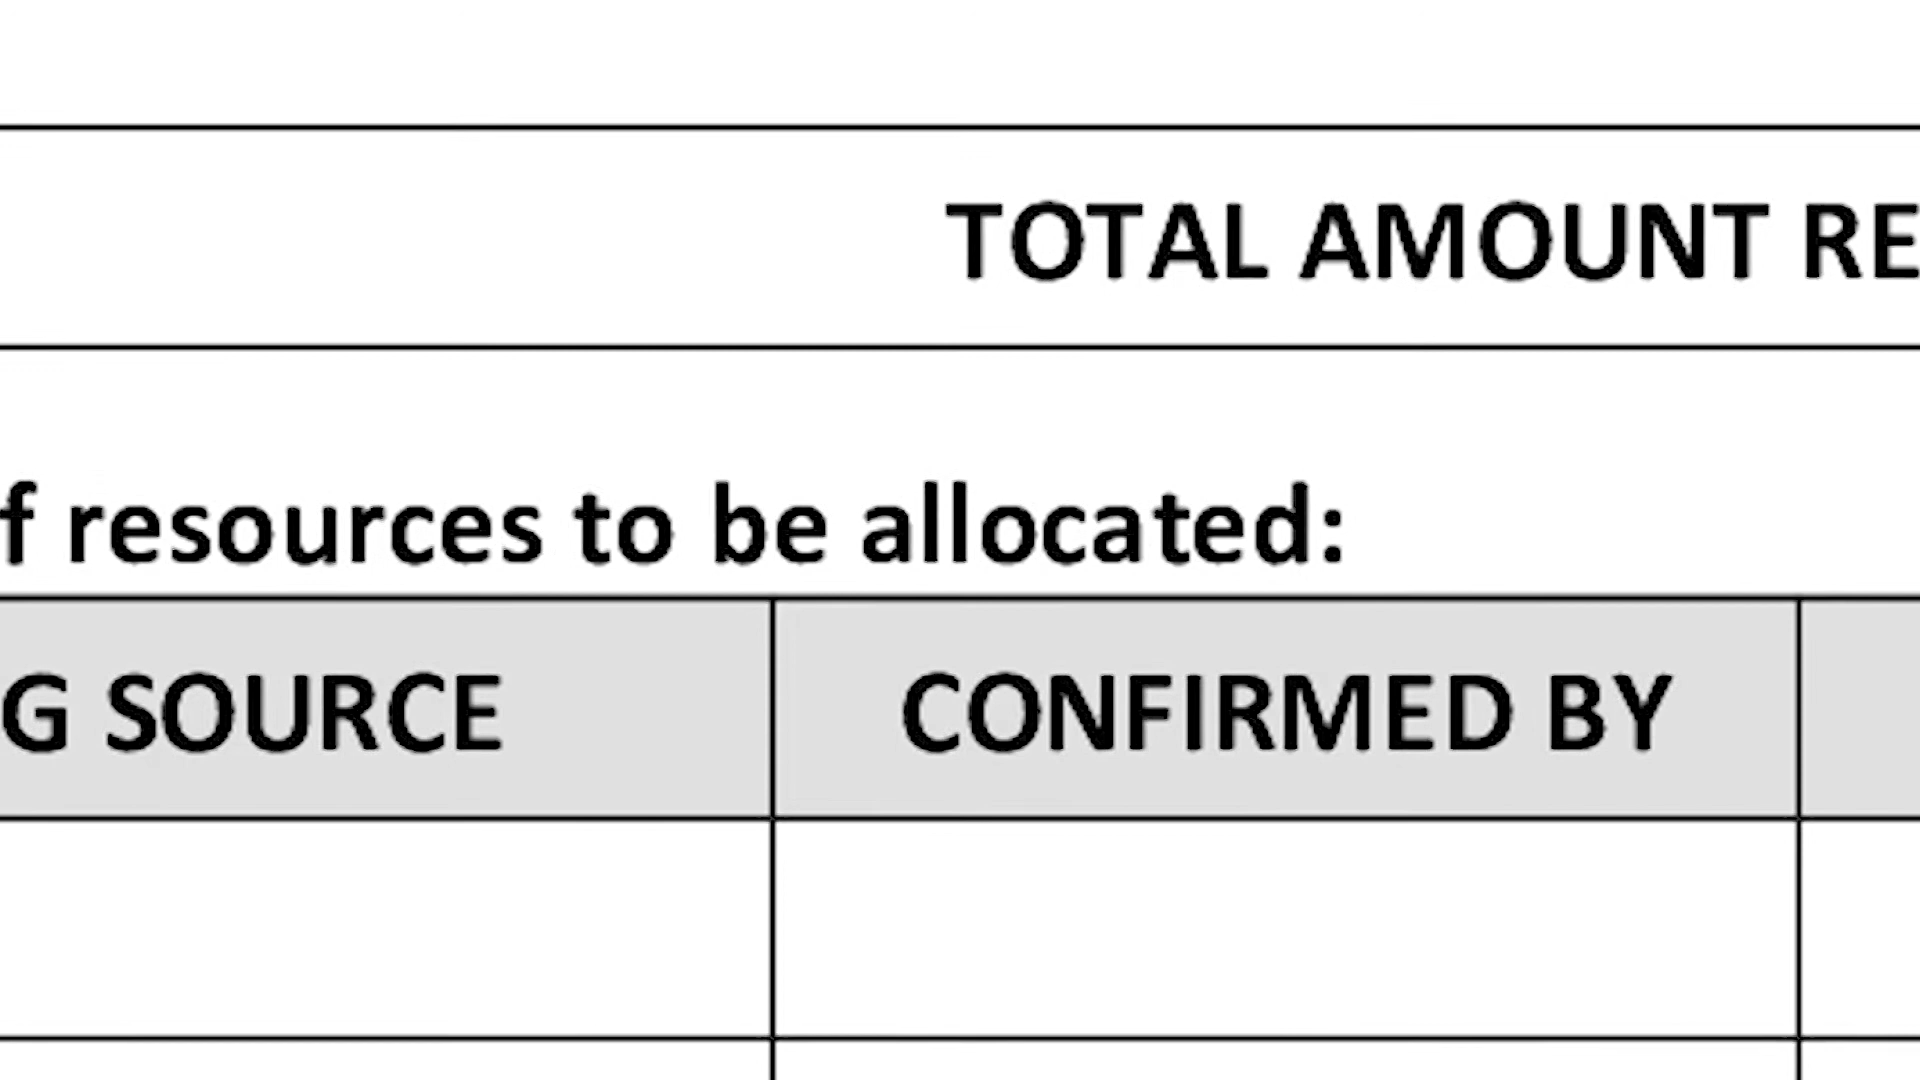 TOTAL AMOUNT RE
f resources to be allocated:
G SOURCE CONFIRMED BY